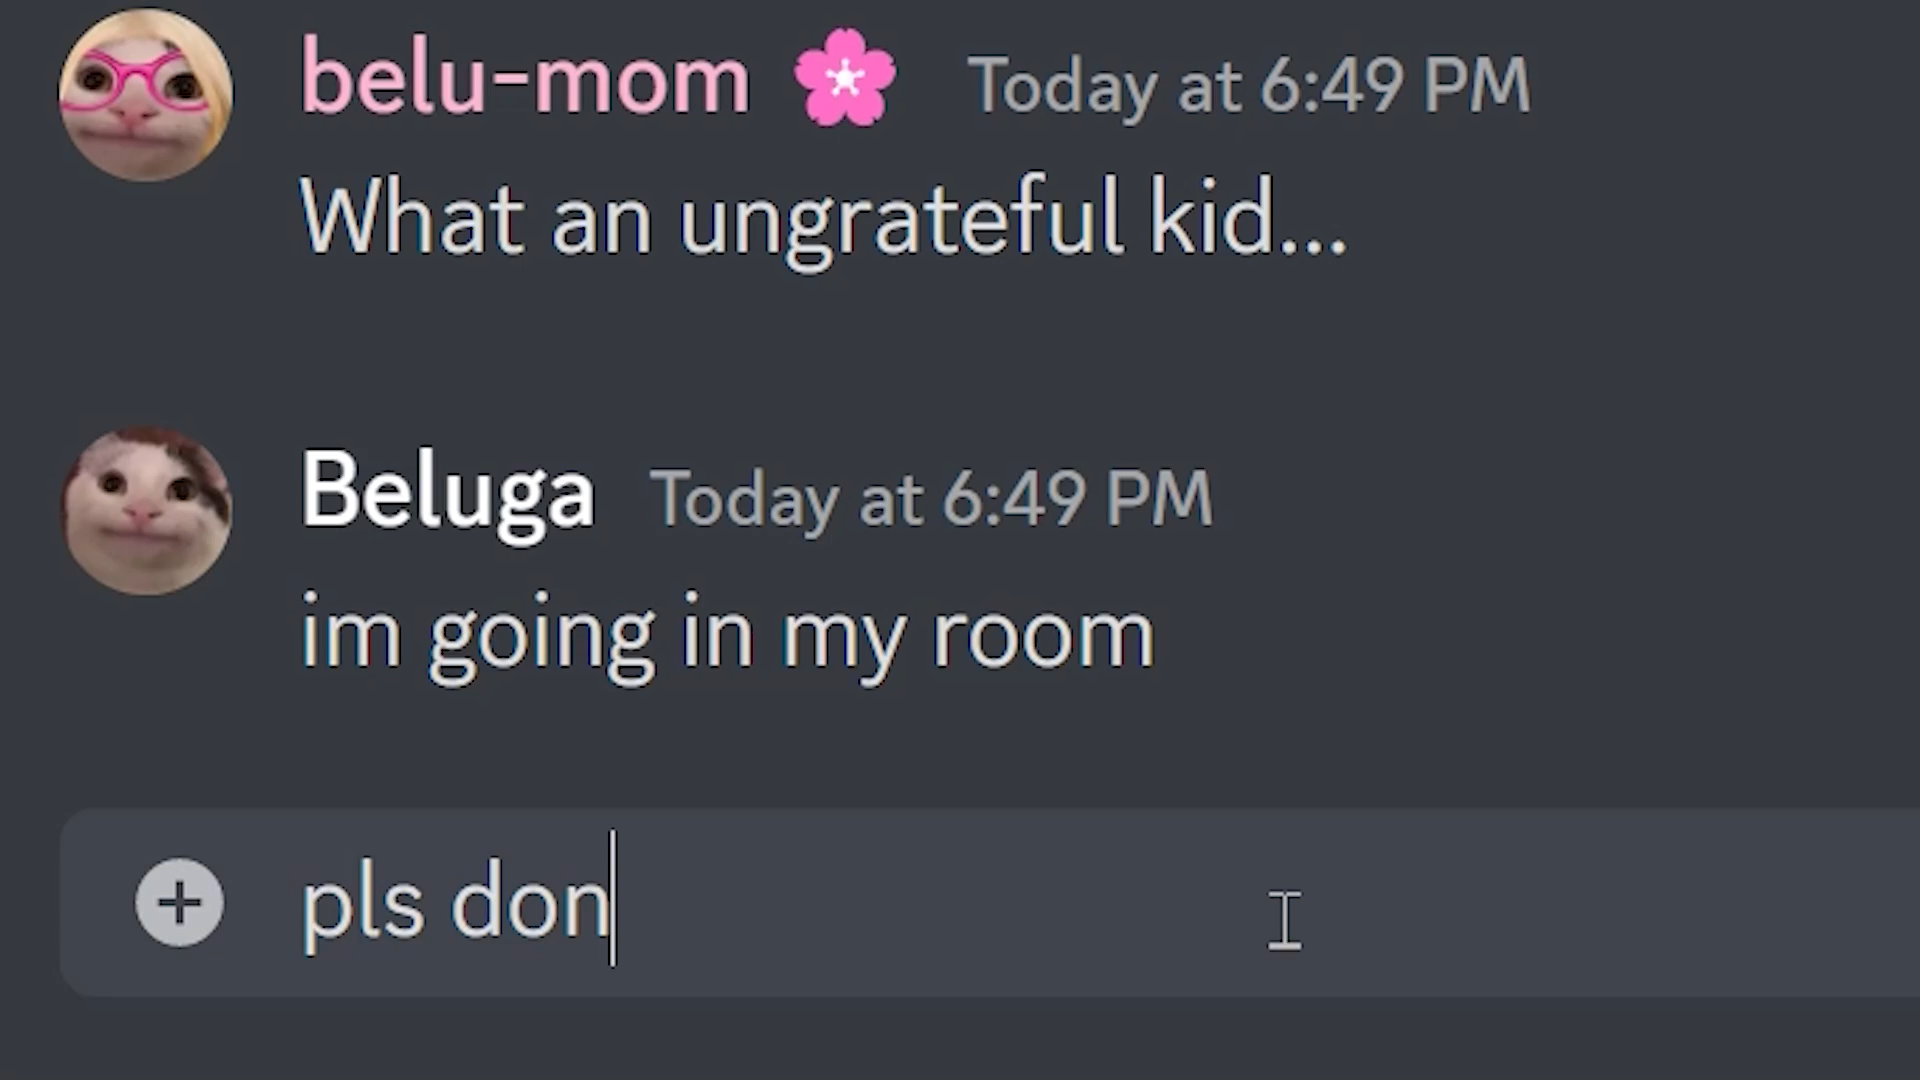 belu-mom 🌸 Today at 6:49 PM
What an ungrateful kid...
Beluga Today at 6:49 PM
im going in my room
pls don